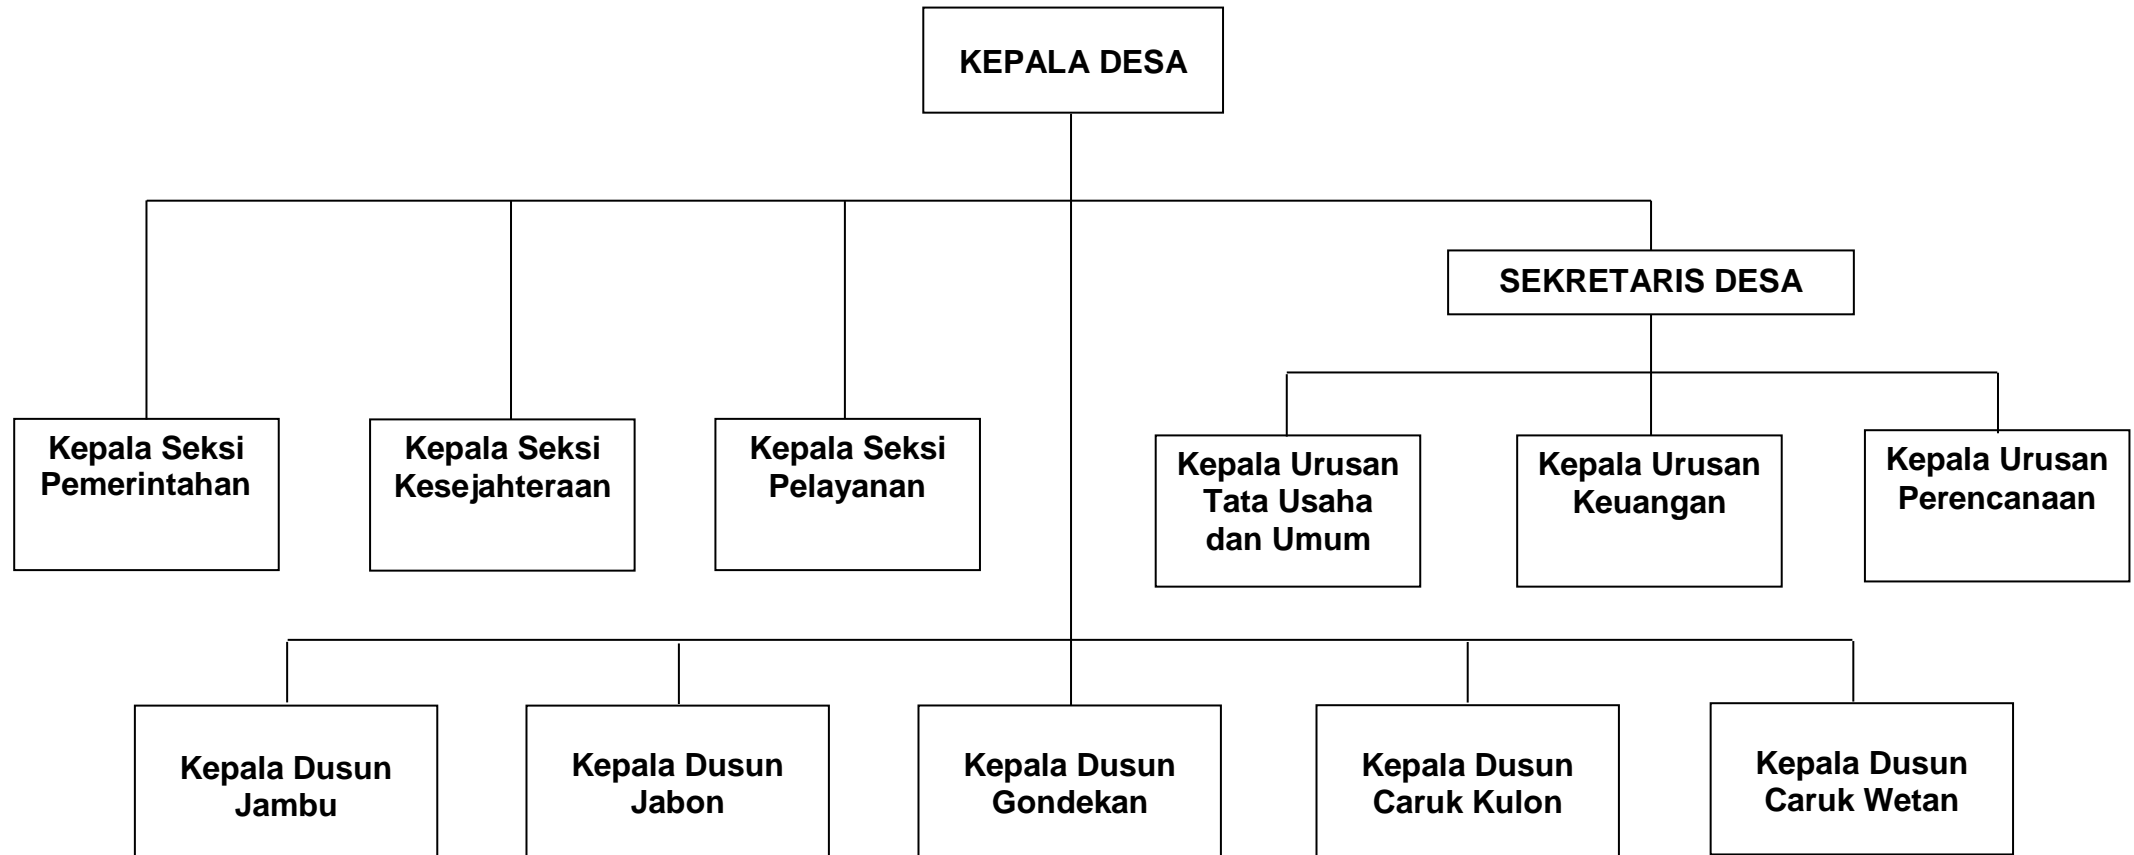 KEPALA DESA
SEKRETARIS DESA
Kepala Seksi
Pemerintahan
Kepala Seksi
Kesejahteraan
Kepala Seksi
Pelayanan
Kepala Urusan
Tata Usaha
dan Umum
Kepala Urusan
Keuangan
Kepala Urusan
Perencanaan
Kepala Dusun
Jambu
Kepala Dusun
Jabon
Kepala Dusun
Gondekan
Kepala Dusun
Caruk Kulon
Kepala Dusun
Caruk Wetan